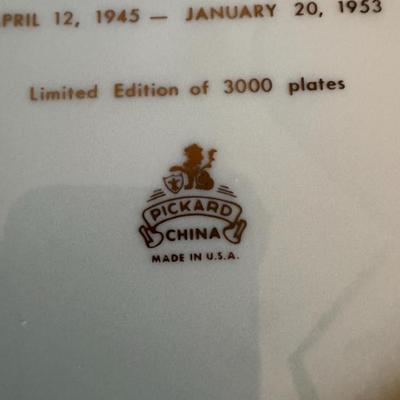 PRIL 12, 1945 — JANUARY 20, 1953
Limited Edition of 3000 plates
PICKARD
CHINA
MADE IN U.S.A.